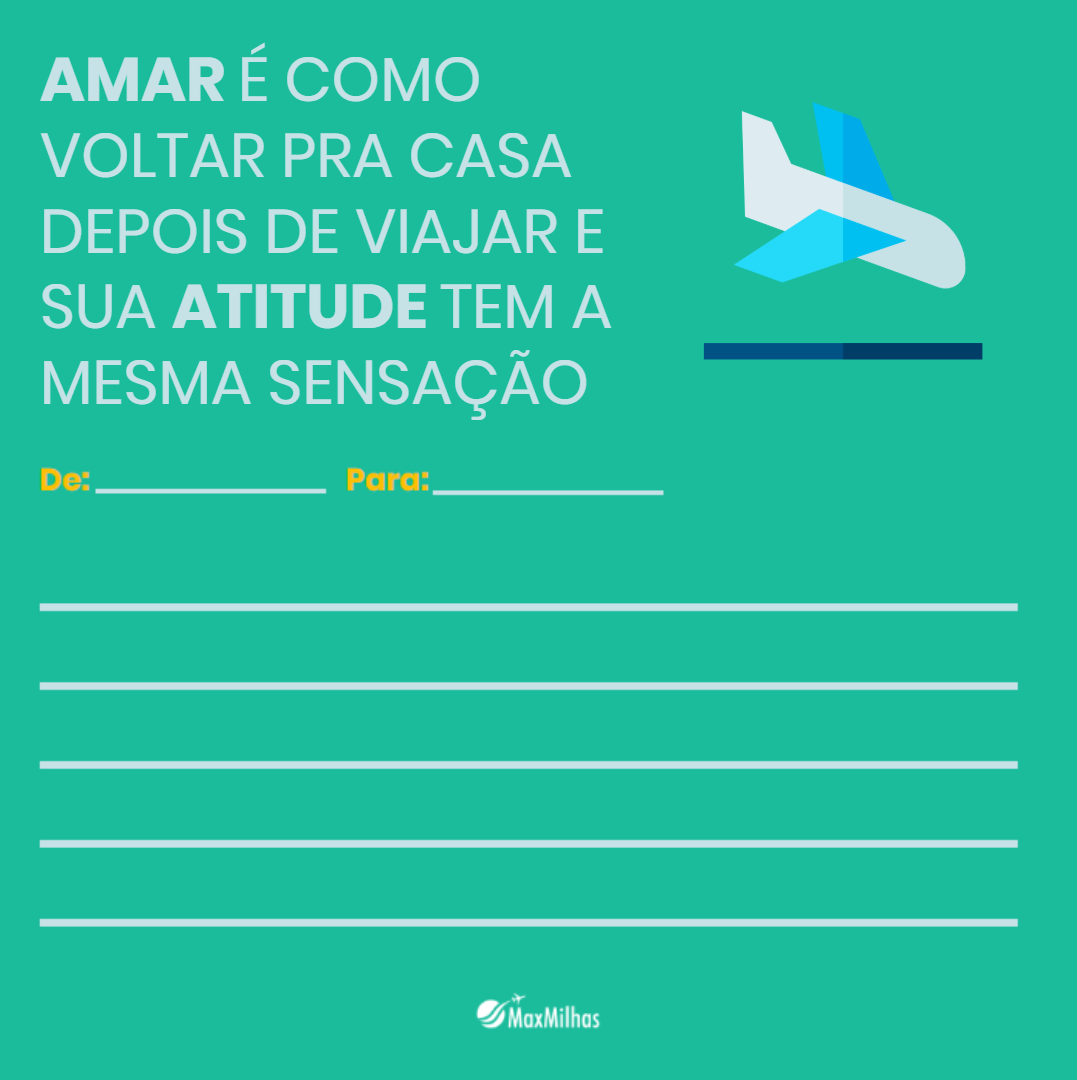 AMAR É COMO
VOLTAR PRA CASA
DEPOIS DE VIAJAR E
SUA ATITUDE TEM A
MESMA SENSAÇÃO
De: Para:
MaxMilhas